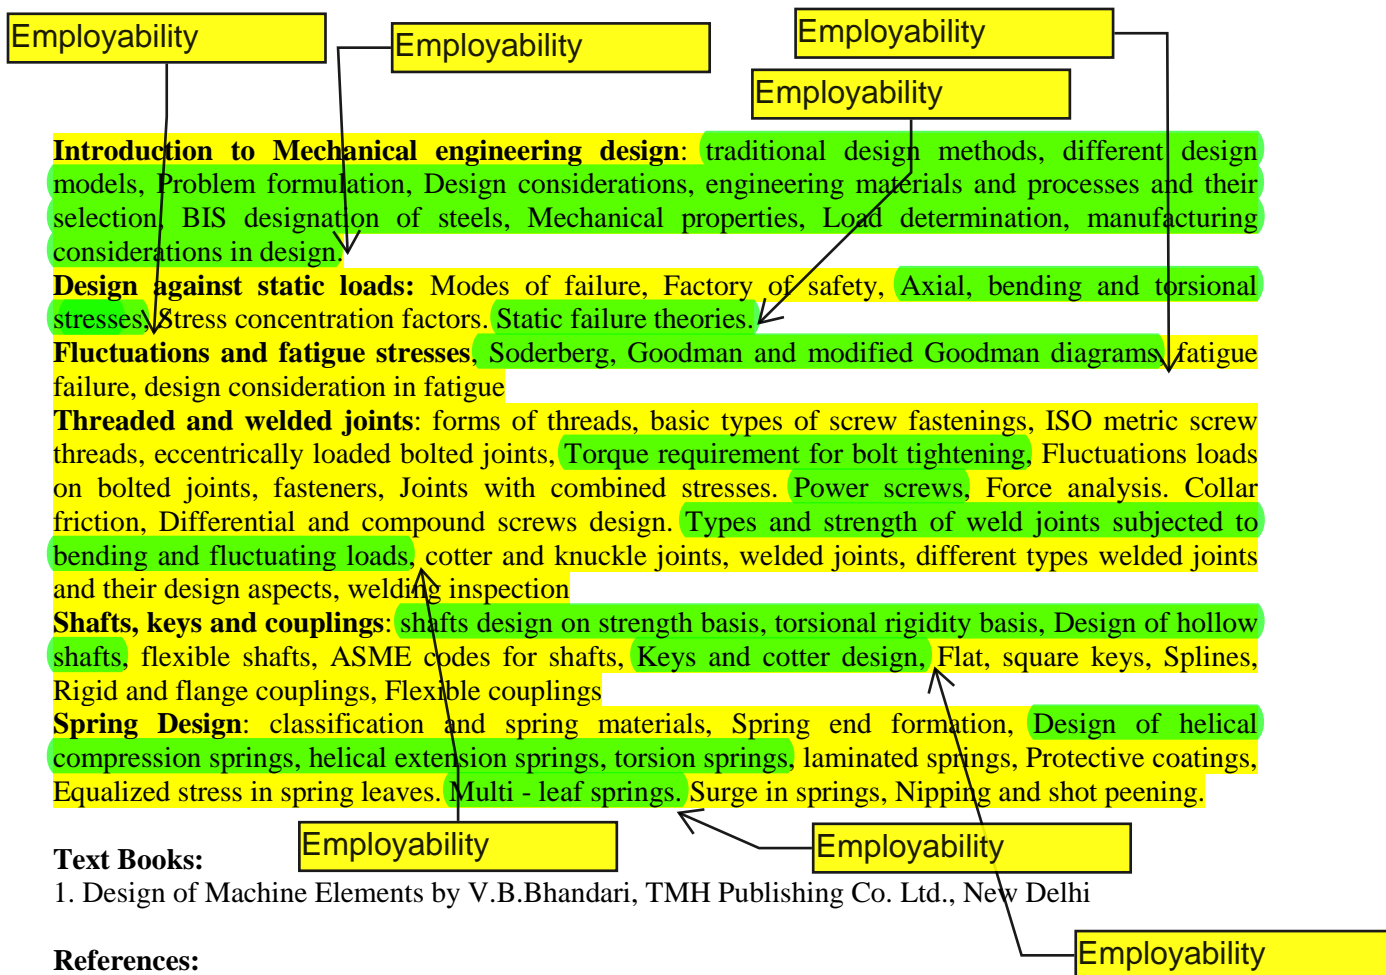 Employability
Employability
Employability
Employability
Introduction to Mechanical engineering design: traditional design methods, different design
models, Problem formulation, Design considerations, engineering materials and processes and their
selection, BIS designation of steels, Mechanical properties, Load determination, manufacturing
considerations in design.
Design against static loads: Modes of failure, Factory of safety, Axial, bending and torsional
stresses, Stress concentration factors. Static failure theories.
Fluctuations and fatigue stresses, Soderberg, Goodman and modified Goodman diagrams, fatigue
failure, design consideration in fatigue
Threaded and welded joints: forms of threads, basic types of screw fastenings, ISO metric screw
threads, eccentrically loaded bolted joints, Torque requirement for bolt tightening, Fluctuations loads
on bolted joints, fasteners, Joints with combined stresses. Power screws, Force analysis. Collar
friction, Differential and compound screws design. Types and strength of weld joints subjected to
bending and fluctuating loads, cotter and knuckle joints, welded joints, different types welded joints
and their design aspects, welding inspection
Shafts, keys and couplings: shafts design on strength basis, torsional rigidity basis, Design of hollow
shafts, flexible shafts, ASME codes for shafts, Keys and cotter design, Flat, square keys, Splines,
Rigid and flange couplings, Flexible couplings
Spring Design: classification and spring materials, Spring end formation, Design of helical
compression springs, helical extension springs, torsion springs, laminated springs, Protective coatings,
Equalized stress in spring leaves. Multi - leaf springs. Surge in springs, Nipping and shot peening.
Employability
Employability
Text Books:
1. Design of Machine Elements by V.B.Bhandari, TMH Publishing Co. Ltd., New Delhi
Employability
References: